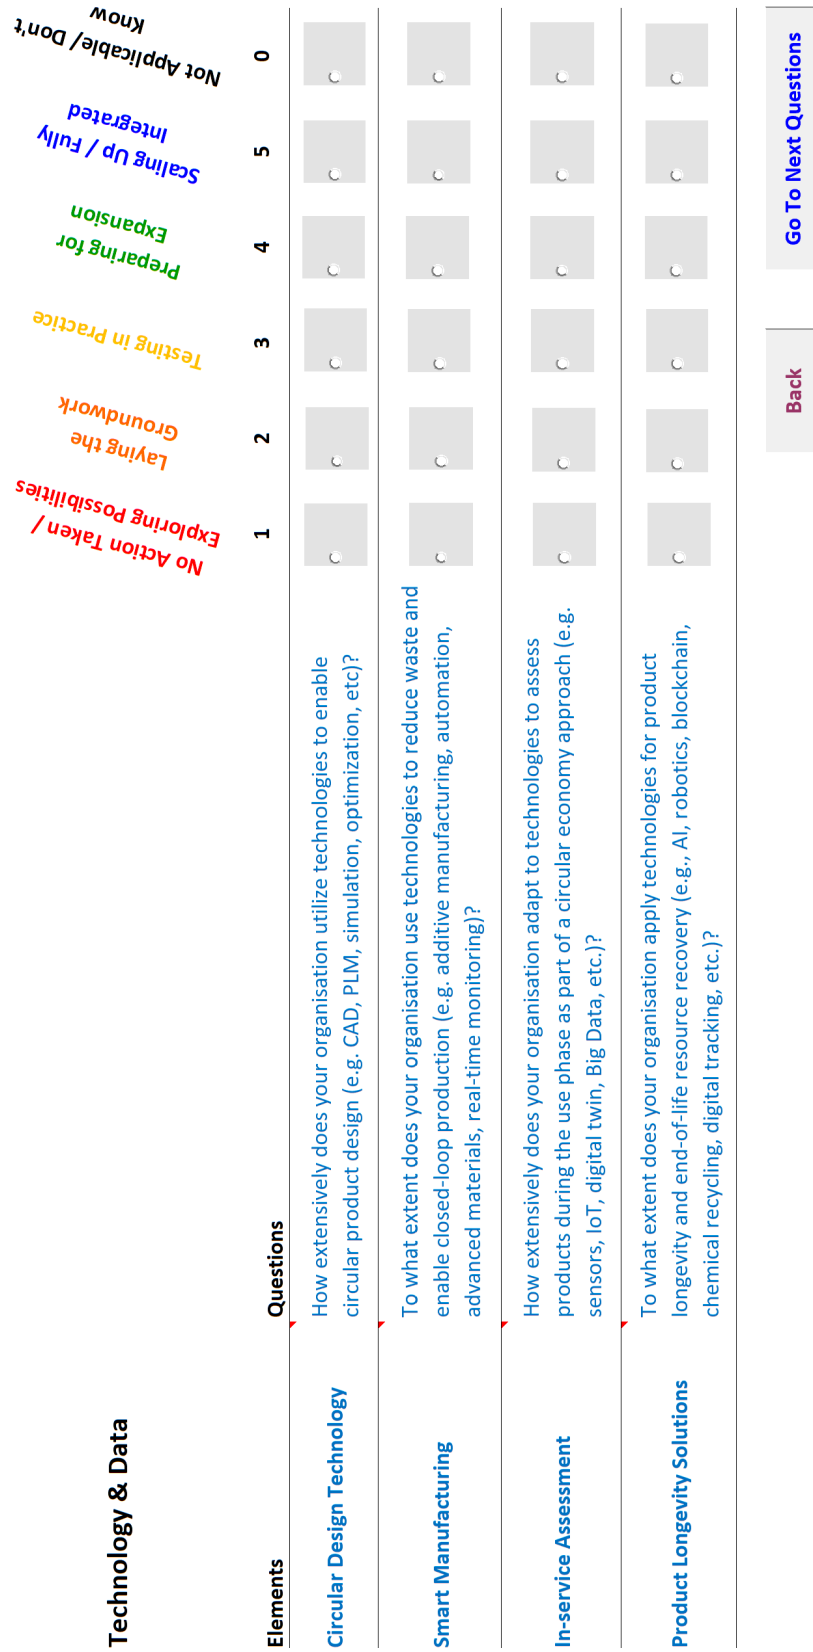 Technology & Data
No Action Taken /
Exploring Possibilities
Laying the
Groundwork
Testing in Practice
Preparing for
Expansion
Scaling Up / Fully
Integrated
Not Applicable / Don't
Know
Elements
Questions
1
2
3
4
5
0
Circular Design Technology
How extensively does your organisation utilize technologies to enable
circular product design (e.g. CAD, PLM, simulation, optimization, etc)?
Smart Manufacturing
To what extent does your organisation use technologies to reduce waste and
enable closed-loop production (e.g. additive manufacturing, automation,
advanced materials, real-time monitoring)?
In-service Assessment
How extensively does your organisation adapt to technologies to assess
products during the use phase as part of a circular economy approach (e.g.
sensors, IoT, digital twin, Big Data, etc.)?
Product Longevity Solutions
To what extent does your organisation apply technologies for product
longevity and end-of-life resource recovery (e.g., AI, robotics, blockchain,
chemical recycling, digital tracking, etc.)?
Back
Go To Next Questions